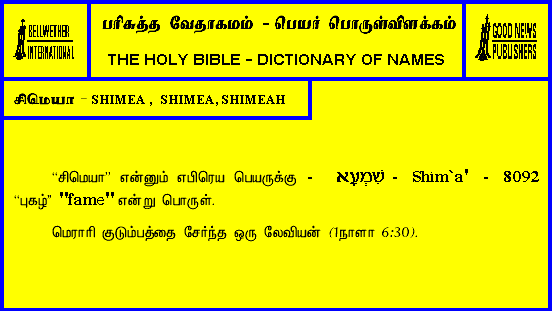 BELLWETHER
INTERNATIONAL
பரிசுத்த வேதாகமம் - பெயர் பொருள்விளக்கம்
THE HOLY BIBLE - DICTIONARY OF NAMES
GOOD NEWS
PUBLISHERS
சிமெயா - SHIMEA , SHIMEA, SHIMEAH
“சிமெயா” என்னும் எபிரெய பெயருக்கு - שִׁמְעָא - Shim`a' - 8092
“புகழ்” "fame" என்று பொருள்.
மெராரி குடும்பத்தை சேர்ந்த ஒரு லேவியன் (1நாளா 6:30).